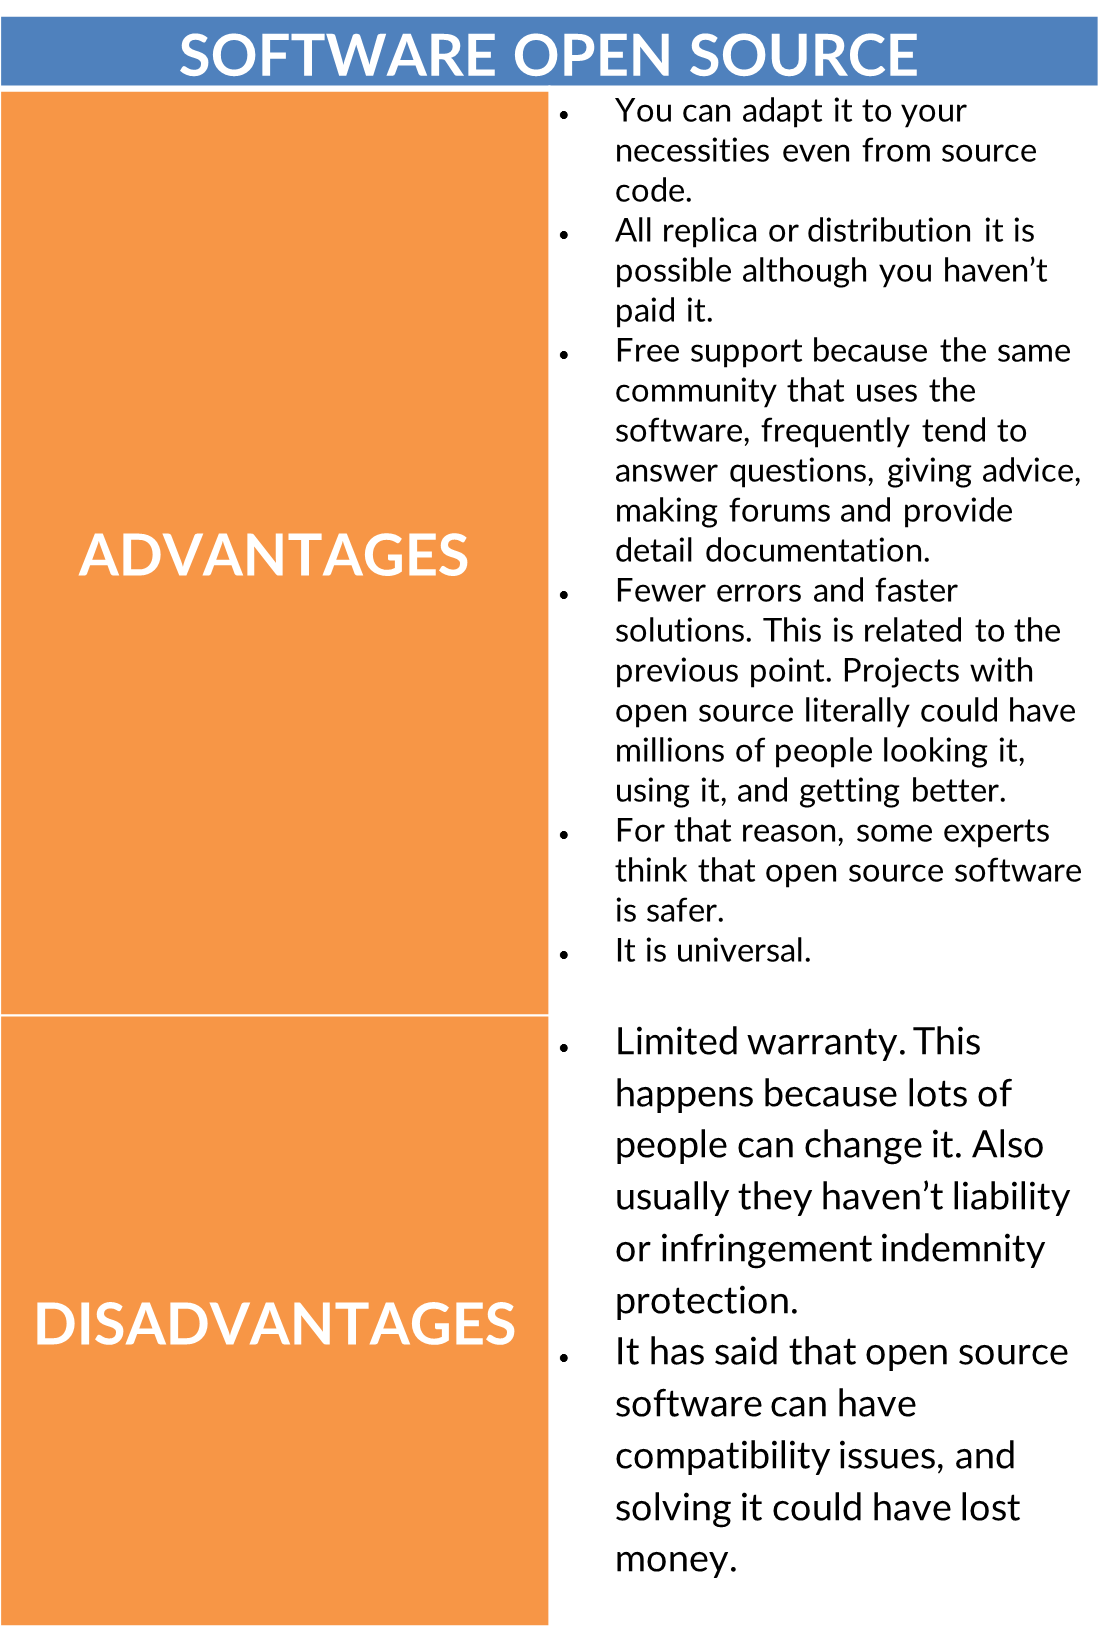 SOFTWARE OPEN SOURCE
ADVANTAGES
• You can adapt it to your
necessities even from source
code.
• All replica or distribution it is
possible although you haven’t
paid it.
• Free support because the same
community that uses the
software, frequently tend to
answer questions, giving advice,
making forums and provide
detail documentation.
• Fewer errors and faster
solutions. This is related to the
previous point. Projects with
open source literally could have
millions of people looking it,
using it, and getting better.
• For that reason, some experts
think that open source software
is safer.
• It is universal.
DISADVANTAGES
• Limited warranty. This
happens because lots of
people can change it. Also
usually they haven’t liability
or infringement indemnity
protection.
• It has said that open source
software can have
compatibility issues, and
solving it could have lost
money.